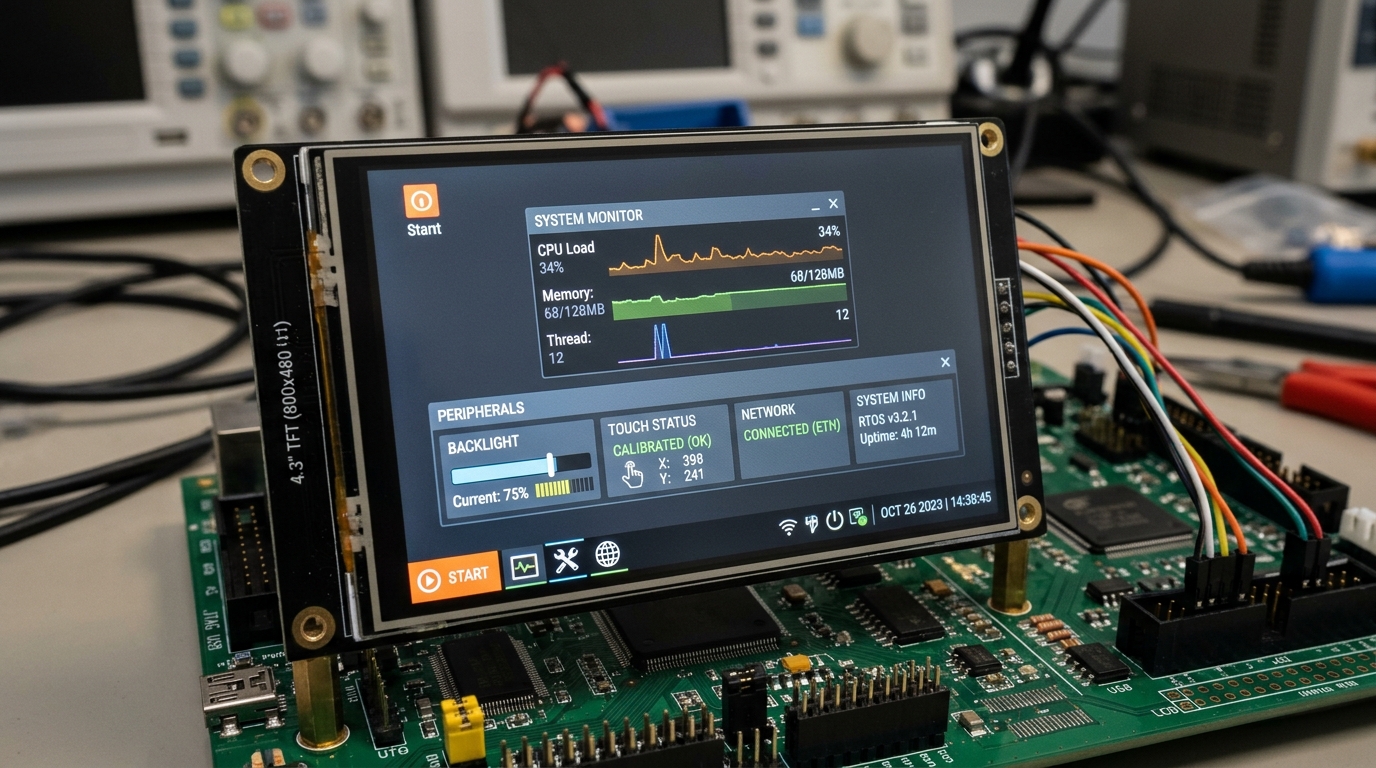 4.3" TFT (800x480
Start
SYSTEM MONITOR
CPU Load
34%
34%
Memory:
68/128MB
68/128MB
Thread:
12
12
PERIPHERALS
BACKLIGHT
Current: 75%
TOUCH STATUS
CALIBRATED (OK)
X: 398
Y: 241
NETWORK
CONNECTED (ETN)
SYSTEM INFO
RTOS v3.2.1
Uptime: 4h 12m
OCT 26 2023 | 14:38:45
START
JTAG